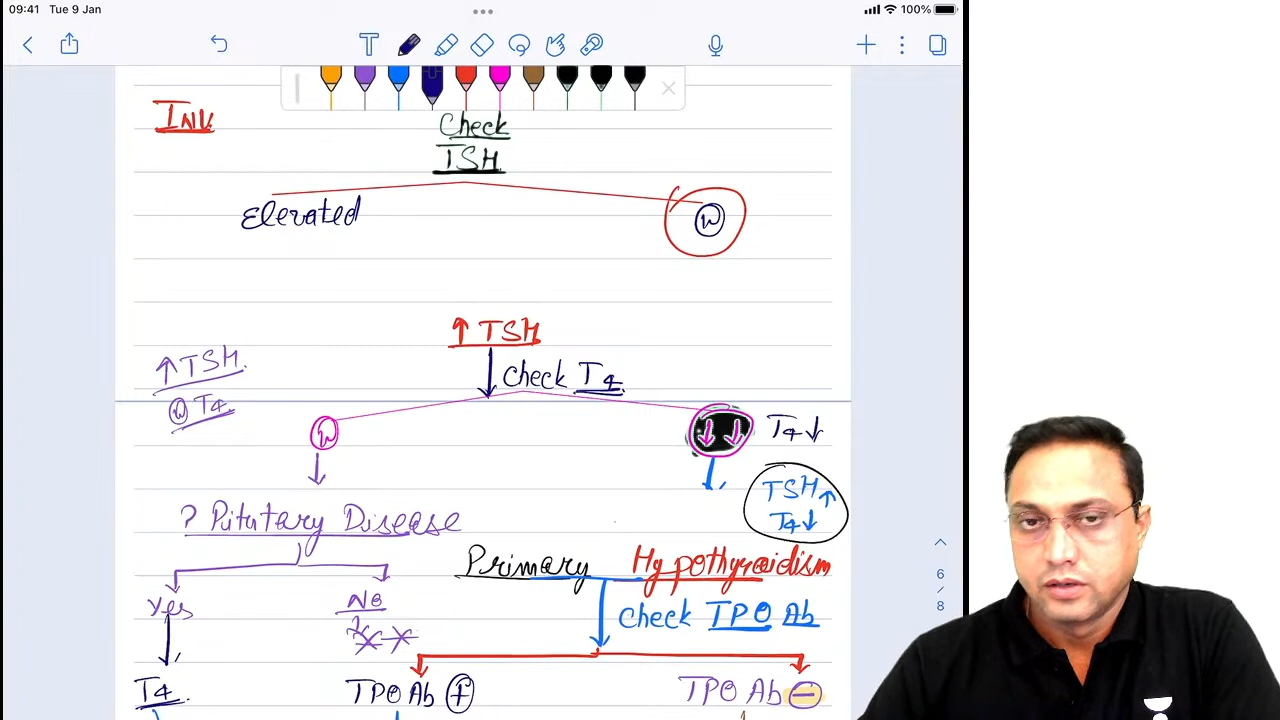 09:41 Tue 9 Jan
100%
T
INV.
Check
TSH
Elevated
N
↑ TSH
check T4
↑ TSH.
N T4
N
↓ ↓
T4 ↓
TSH ↑
T4 ↓
? Pitutary Disease
Primary Hypothyroidism
check TPO Ab
Yes
No
T4
TPO Ab +
TPO Ab −
6
/
8